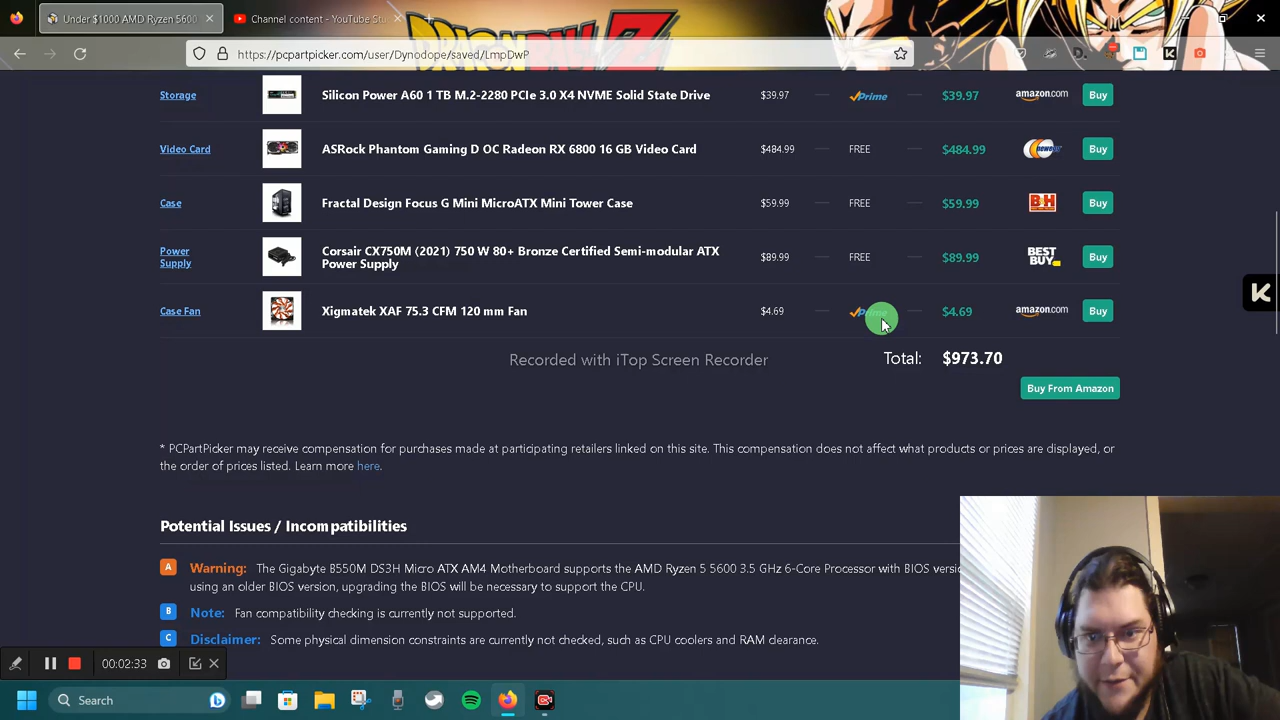 Under $1000 AMD Ryzen 5600
Channel content - YouTube Stu
https://pcpartpicker.com/user/Dynodope/saved/LmpDwP
Storage
Silicon Power A60 1 TB M.2-2280 PCIe 3.0 X4 NVME Solid State Drive
$39.97
Prime
$39.97
amazon.com
Buy
Video Card
ASRock Phantom Gaming D OC Radeon RX 6800 16 GB Video Card
$484.99
FREE
$484.99
newegg
Buy
Case
Fractal Design Focus G Mini MicroATX Mini Tower Case
$59.99
FREE
$59.99
B&H
Buy
Power
Supply
Corsair CX750M (2021) 750 W 80+ Bronze Certified Semi-modular ATX
Power Supply
$89.99
FREE
$89.99
BEST
BUY
Buy
Case Fan
Xigmatek XAF 75.3 CFM 120 mm Fan
$4.69
Prime
$4.69
amazon.com
Buy
Recorded with iTop Screen Recorder
Total:
$973.70
Buy From Amazon
* PCPartPicker may receive compensation for purchases made at participating retailers linked on this site. This compensation does not affect what products or prices are displayed, or
the order of prices listed. Learn more here.
Potential Issues / Incompatibilities
A
Warning: The Gigabyte B550M DS3H Micro ATX AM4 Motherboard supports the AMD Ryzen 5 5600 3.5 GHz 6-Core Processor with BIOS versio
using an older BIOS version, upgrading the BIOS will be necessary to support the CPU.
B
Note: Fan compatibility checking is currently not supported.
C
Disclaimer: Some physical dimension constraints are currently not checked, such as CPU coolers and RAM clearance.
00:02:33
Search